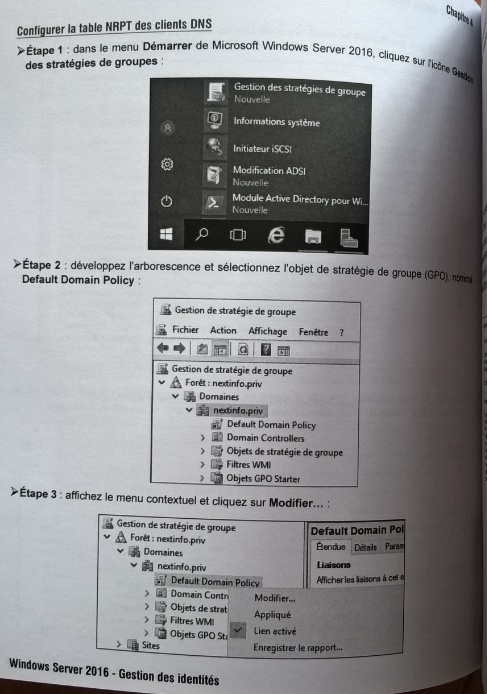 Chapitre 4
Configurer la table NRPT des clients DNS
➢Étape 1 : dans le menu Démarrer de Microsoft Windows Server 2016, cliquez sur l'icône Gestion
des stratégies de groupes :
Gestion des stratégies de groupe
Nouvelle
Informations système
Initiateur iSCSI
Modification ADSI
Nouvelle
Module Active Directory pour Wi...
Nouvelle
➢Étape 2 : développez l'arborescence et sélectionnez l'objet de stratégie de groupe (GPO), nommé
Default Domain Policy :
Gestion de stratégie de groupe
Fichier Action Affichage Fenêtre ?
Gestion de stratégie de groupe
Forêt : nextinfo.priv
Domaines
nextinfo.priv
Default Domain Policy
Domain Controllers
Objets de stratégie de groupe
Filtres WMI
Objets GPO Starter
➢Étape 3 : affichez le menu contextuel et cliquez sur Modifier... :
Gestion de stratégie de groupe
Forêt : nextinfo.priv
Domaines
nextinfo.priv
Default Domain Policy
Domain Contr
Objets de strat
Filtres WMI
Objets GPO Sta
Sites
Modifier...
Appliqué
Lien activé
Enregistrer le rapport...
Default Domain Pol
Étendue Détails Param
Liaisons
Afficher les liaisons à cet e
Windows Server 2016 - Gestion des identités